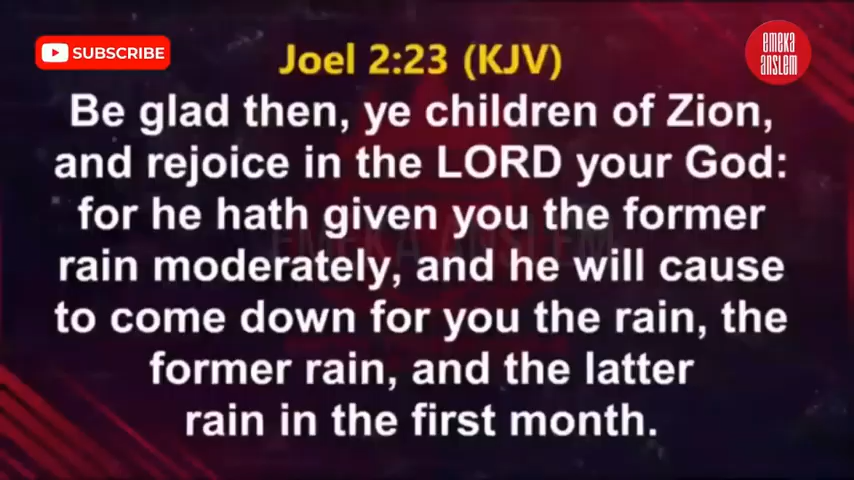 SUBSCRIBE
Joel 2:23 (KJV)
emeka
anslem
Be glad then, ye children of Zion,
and rejoice in the LORD your God:
for he hath given you the former
rain moderately, and he will cause
to come down for you the rain, the
former rain, and the latter
rain in the first month.
EMEKA ANSLEM